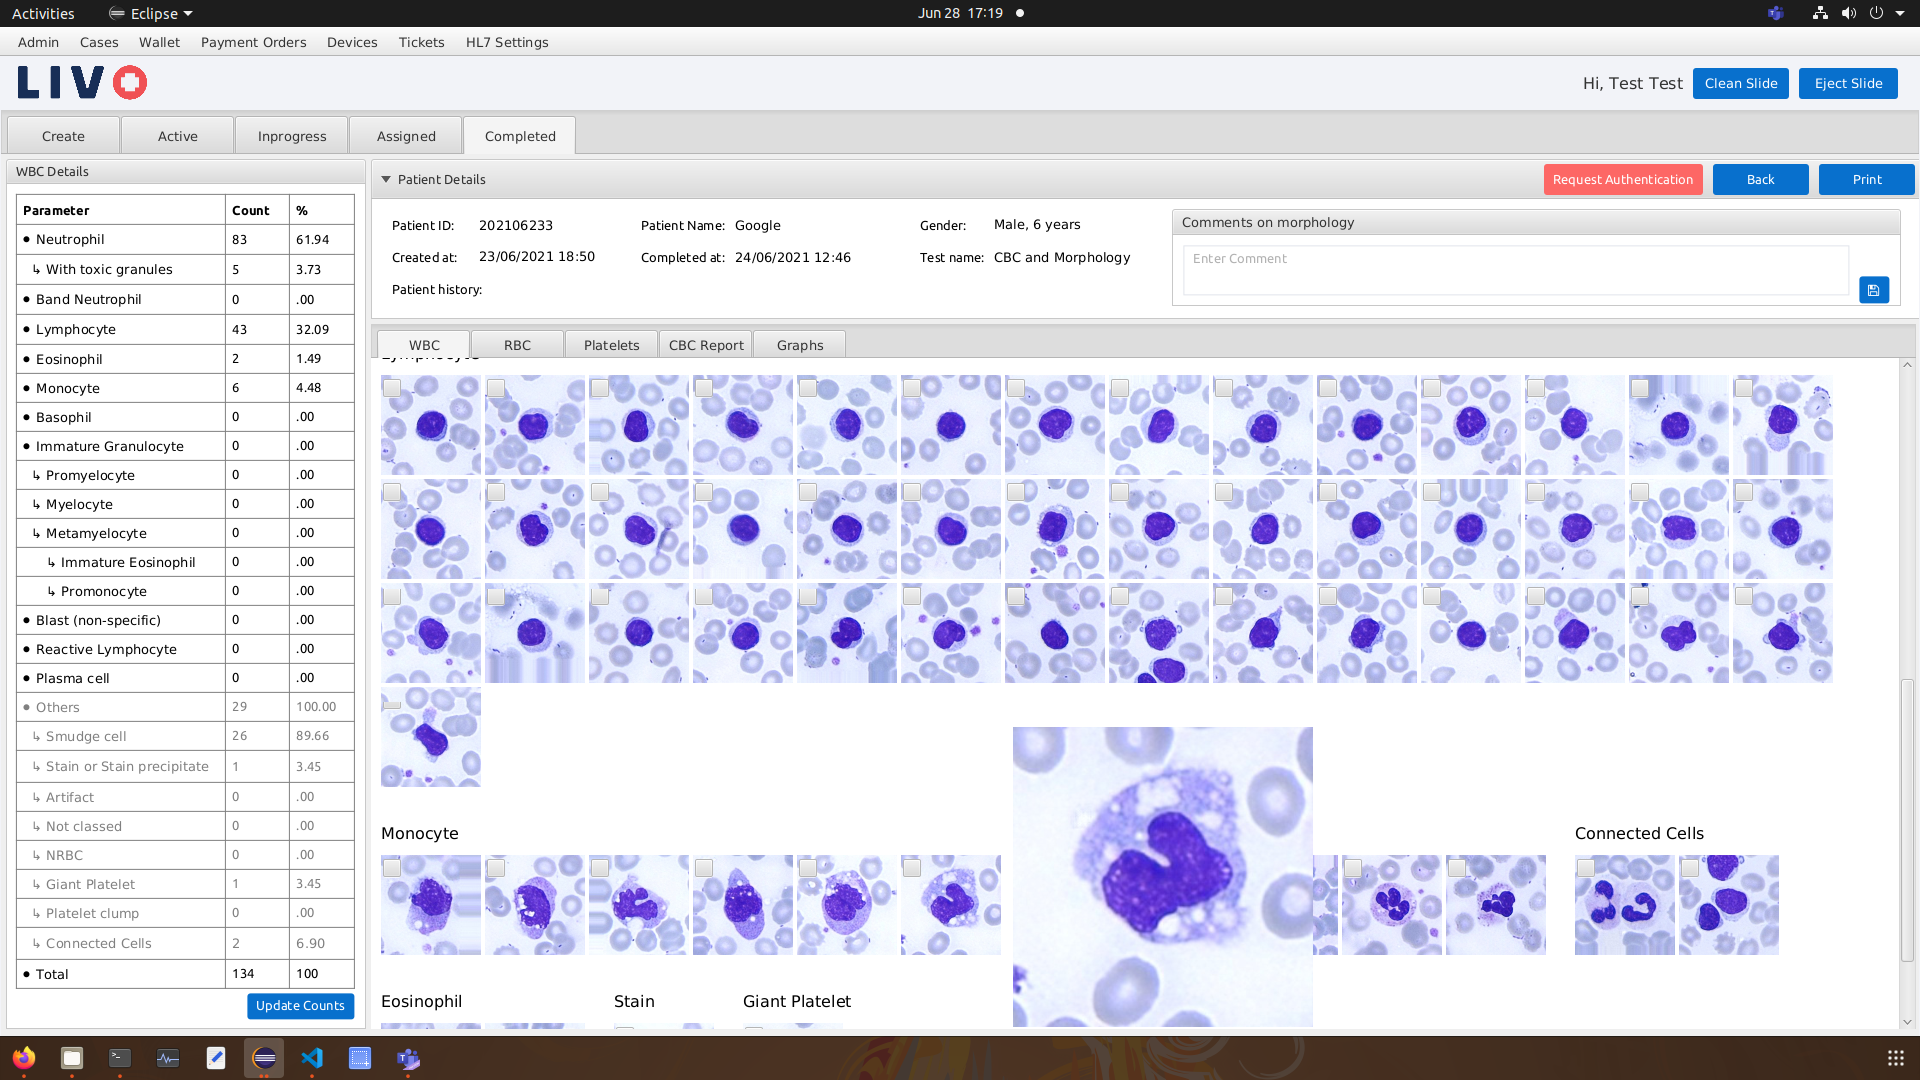 Activities Eclipse Jun 28 17:19
Admin Cases Wallet Payment Orders Devices Tickets HL7 Settings
LIVO Hi, Test Test Clean Slide Eject Slide
Create Active Inprogress Assigned Completed
WBC Details
Parameter Count %
● Neutrophil 83 61.94
↳ With toxic granules 5 3.73
● Band Neutrophil 0 .00
● Lymphocyte 43 32.09
● Eosinophil 2 1.49
● Monocyte 6 4.48
● Basophil 0 .00
● Immature Granulocyte 0 .00
↳ Promyelocyte 0 .00
↳ Myelocyte 0 .00
↳ Metamyelocyte 0 .00
↳ Immature Eosinophil 0 .00
↳ Promonocyte 0 .00
● Blast (non-specific) 0 .00
● Reactive Lymphocyte 0 .00
● Plasma cell 0 .00
● Others 29 100.00
↳ Smudge cell 26 89.66
↳ Stain or Stain precipitate 1 3.45
↳ Artifact 0 .00
↳ Not classed 0 .00
↳ NRBC 0 .00
↳ Giant Platelet 1 3.45
↳ Platelet clump 0 .00
↳ Connected Cells 2 6.90
● Total 134 100
Update Counts
Patient Details Request Authentication Back Print
Patient ID: 202106233 Patient Name: Google Gender: Male, 6 years
Created at: 23/06/2021 18:50 Completed at: 24/06/2021 12:46 Test name: CBC and Morphology
Patient history:
Comments on morphology
Enter Comment
WBC RBC Platelets CBC Report Graphs
Lymphocyte
Monocyte Connected Cells
Eosinophil Stain Giant Platelet